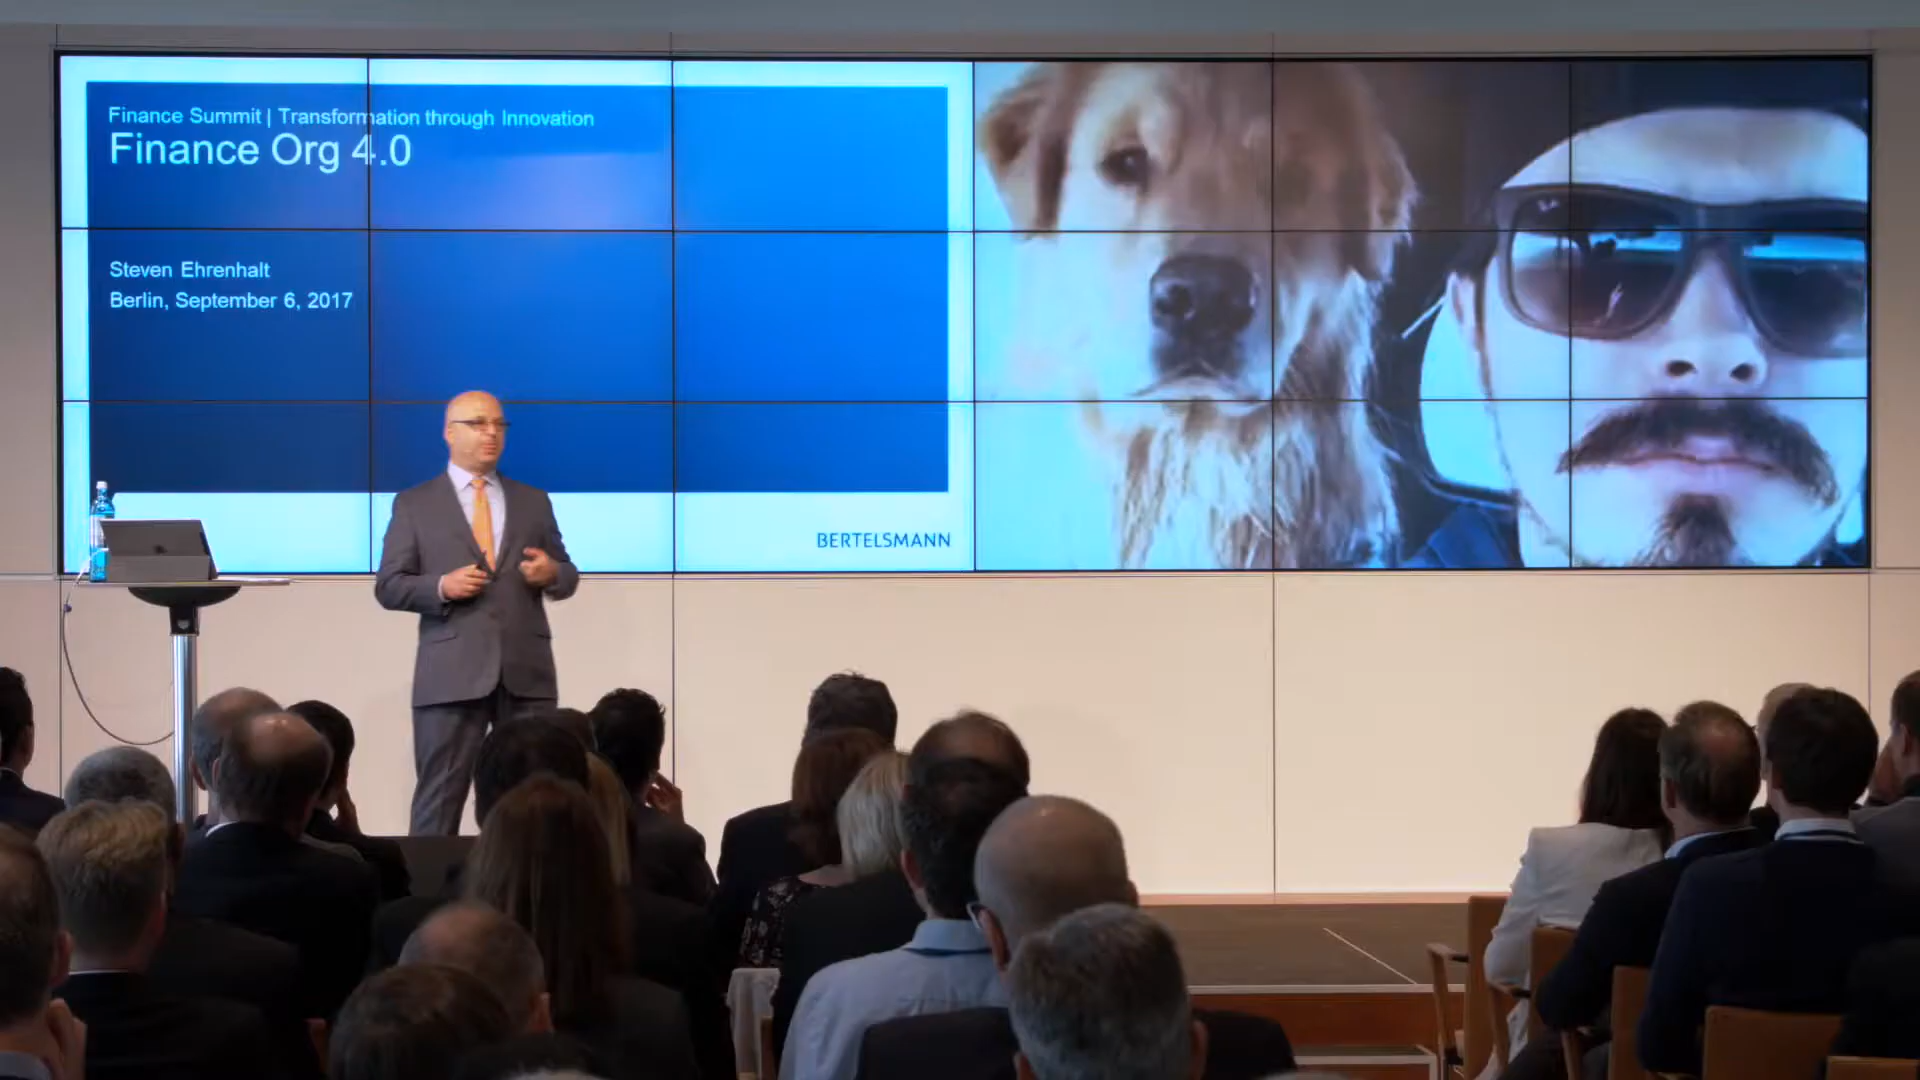 Finance Summit | Transformation through Innovation
Finance Org 4.0
Steven Ehrenhalt
Berlin, September 6, 2017
BERTELSMANN